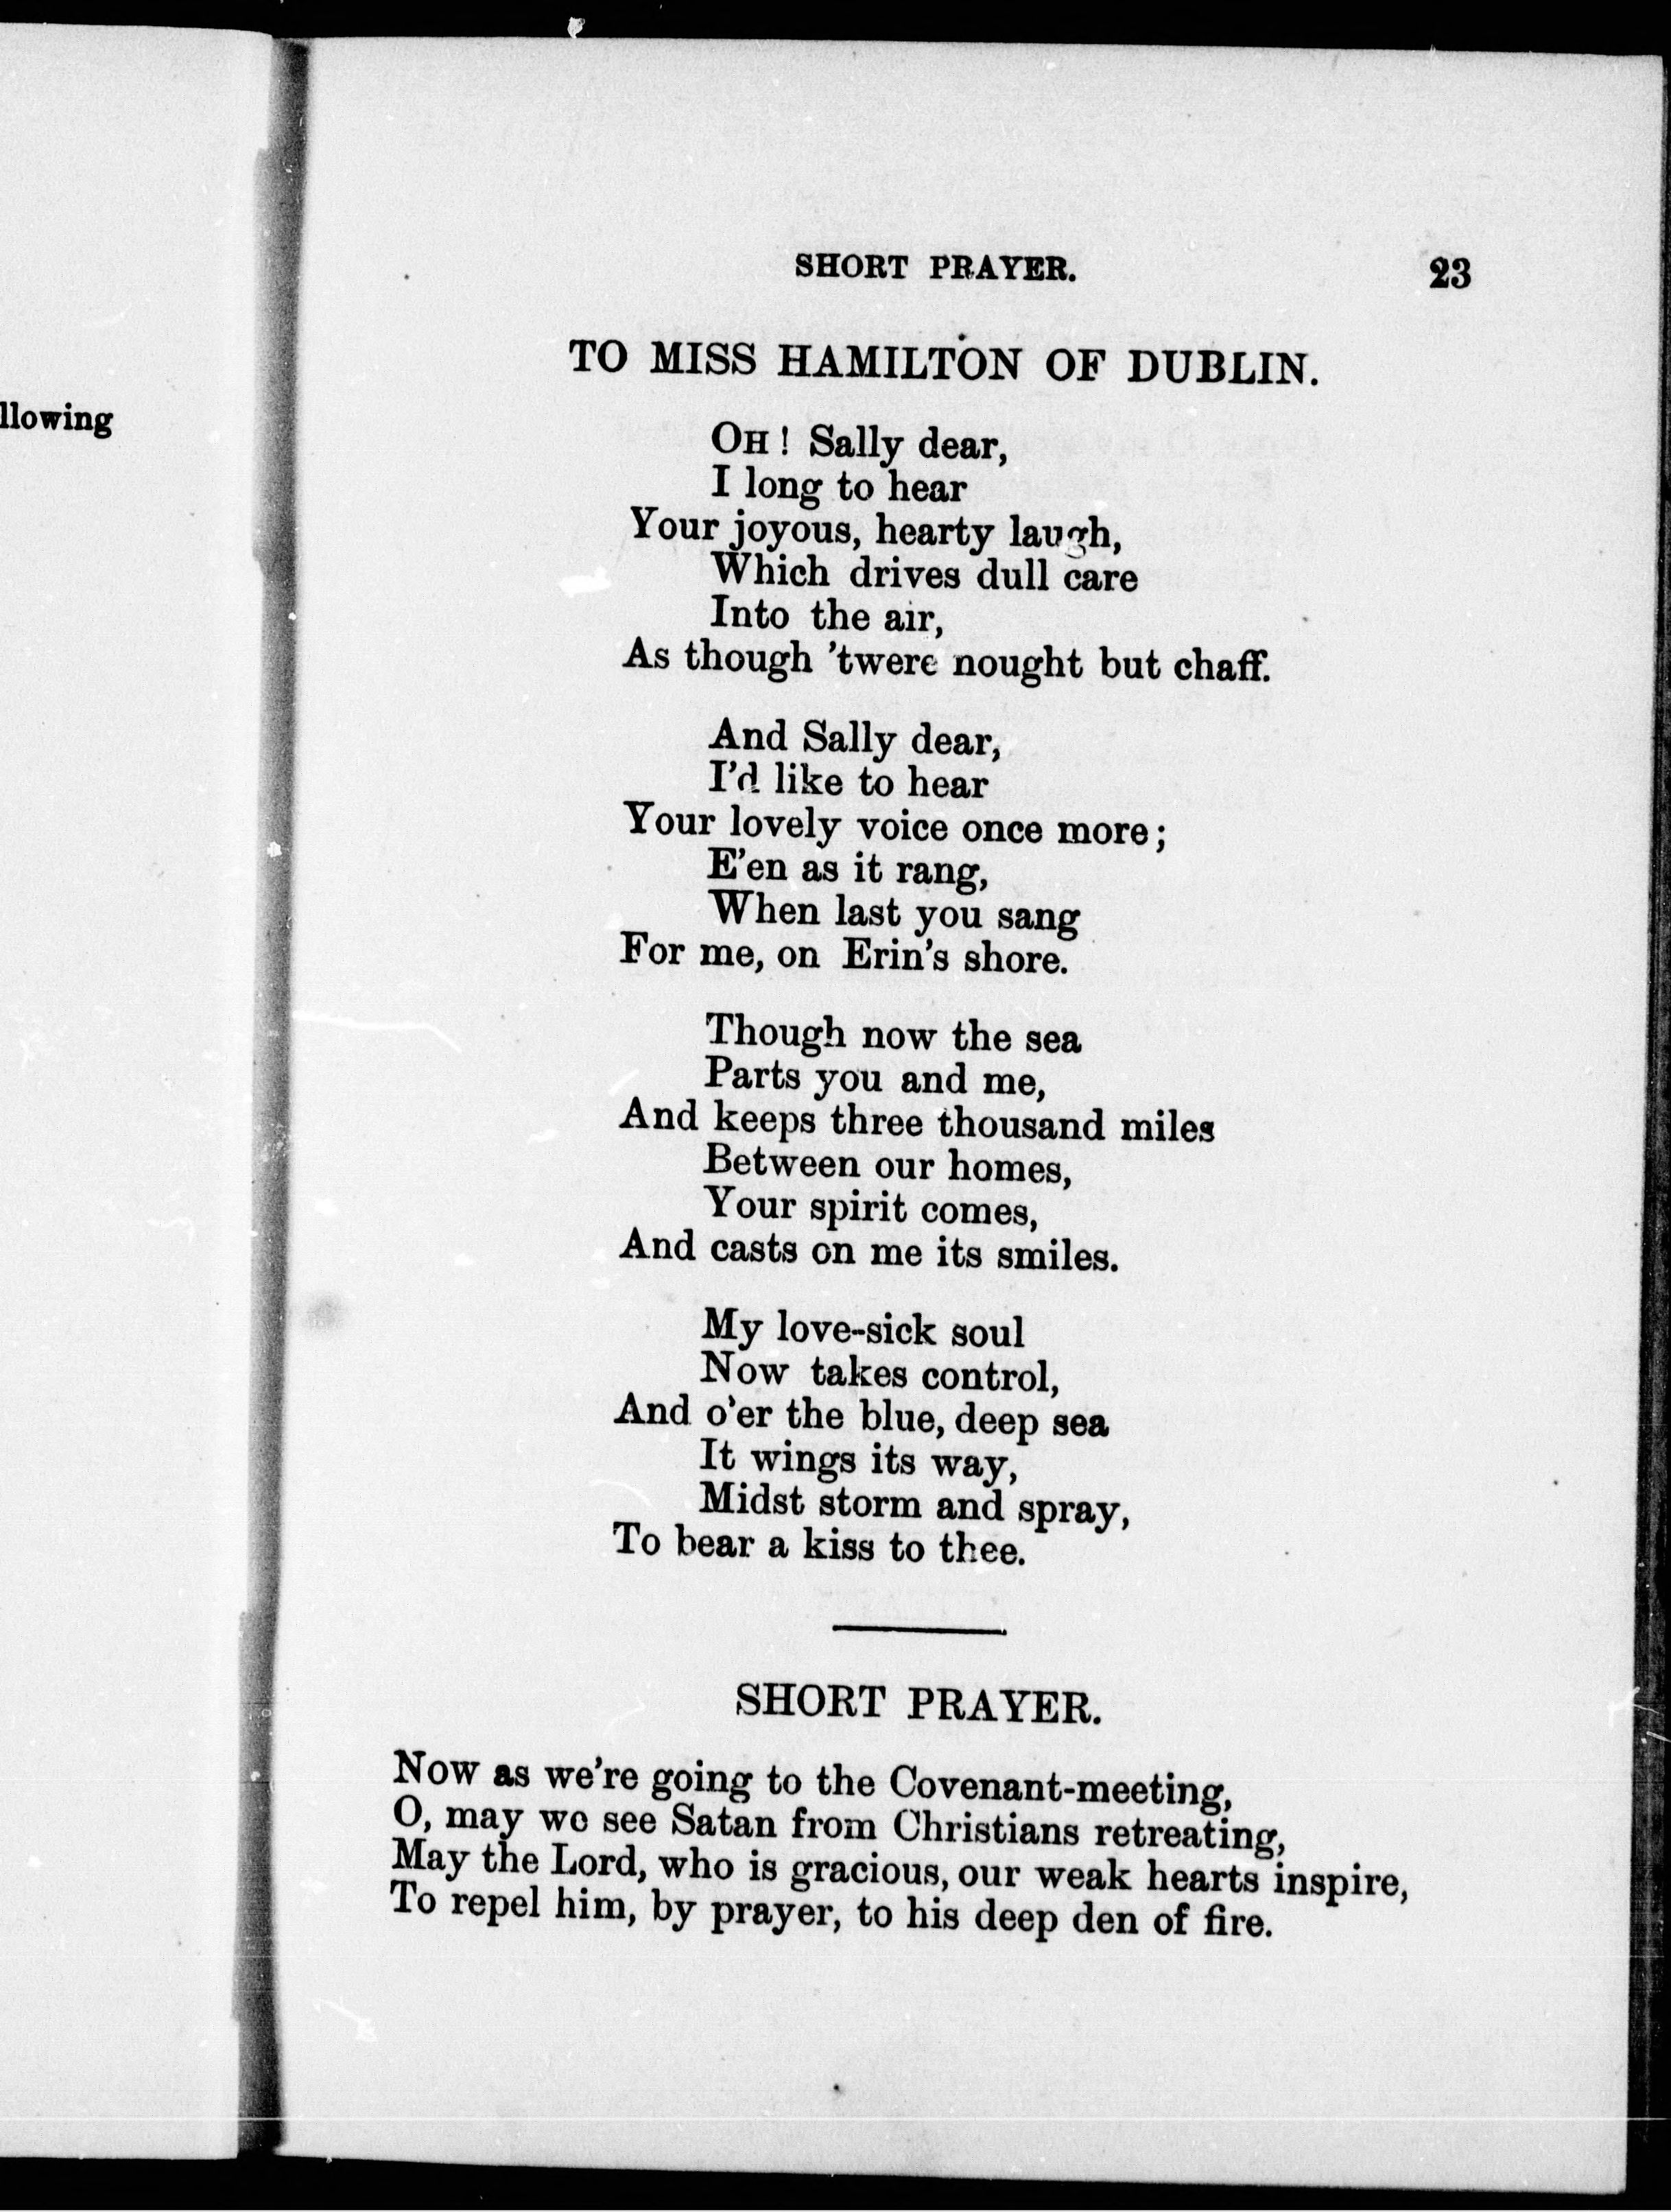 llowing
SHORT PRAYER. 23
TO MISS HAMILTON OF DUBLIN.
OH! Sally dear,
I long to hear
Your joyous, hearty laugh,
Which drives dull care
Into the air,
As though 'twere nought but chaff.
And Sally dear,
I'd like to hear
Your lovely voice once more;
E'en as it rang,
When last you sang
For me, on Erin's shore.
Though now the sea
Parts you and me,
And keeps three thousand miles
Between our homes,
Your spirit comes,
And casts on me its smiles.
My love-sick soul
Now takes control,
And o'er the blue, deep sea
It wings its way,
Midst storm and spray,
To bear a kiss to thee.
SHORT PRAYER.
Now as we're going to the Covenant-meeting,
O, may we see Satan from Christians retreating,
May the Lord, who is gracious, our weak hearts inspire,
To repel him, by prayer, to his deep den of fire.